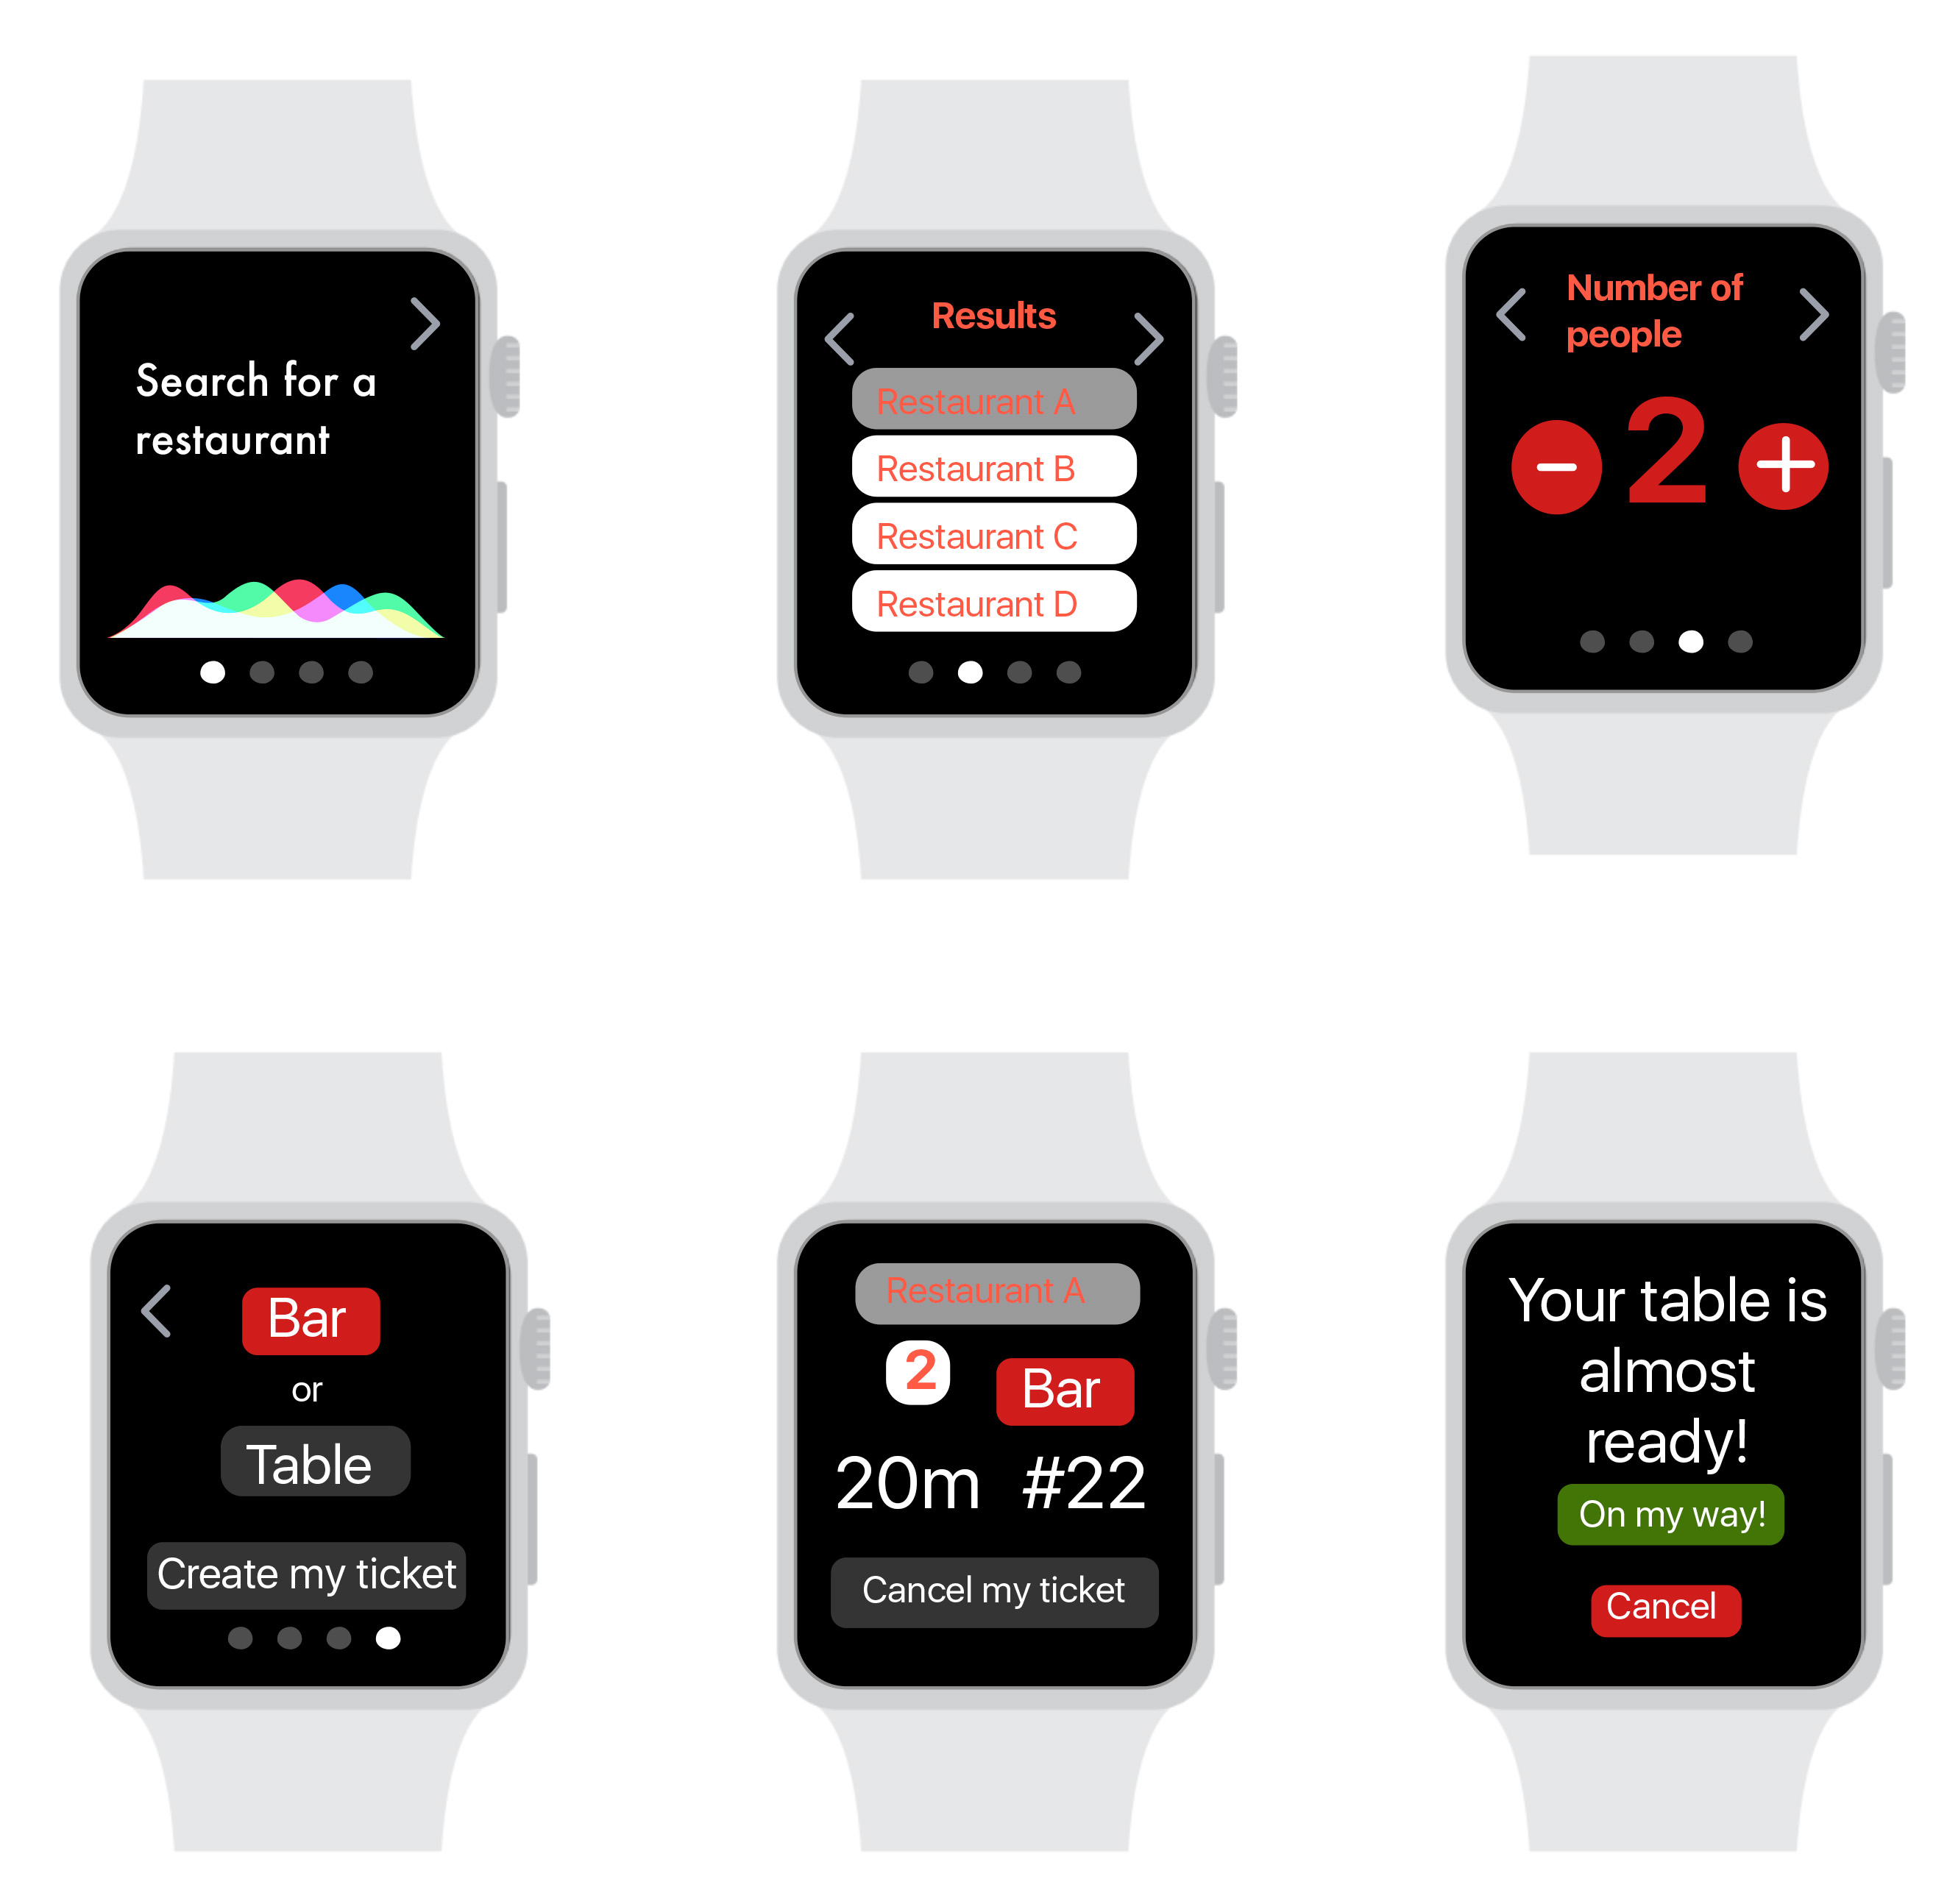 Search for a
restaurant
Results
Restaurant A
Restaurant B
Restaurant C
Restaurant D
Number of
people
2
Bar
or
Table
Create my ticket
Restaurant A
2
Bar
20m #22
Cancel my ticket
Your table is
almost
ready!
On my way!
Cancel